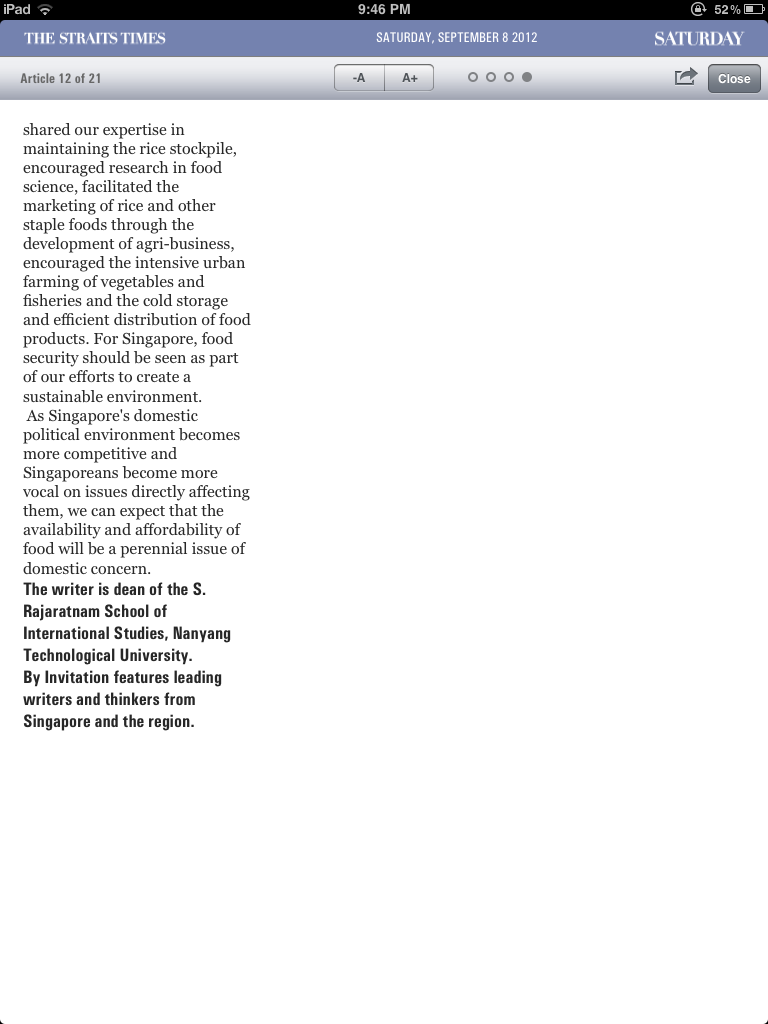 iPad 9:46 PM 52%
THE STRAITS TIMES SATURDAY, SEPTEMBER 8 2012 SATURDAY
Article 12 of 21 -A A+ Close
shared our expertise in
maintaining the rice stockpile,
encouraged research in food
science, facilitated the
marketing of rice and other
staple foods through the
development of agri-business,
encouraged the intensive urban
farming of vegetables and
fisheries and the cold storage
and efficient distribution of food
products. For Singapore, food
security should be seen as part
of our efforts to create a
sustainable environment.
As Singapore's domestic
political environment becomes
more competitive and
Singaporeans become more
vocal on issues directly affecting
them, we can expect that the
availability and affordability of
food will be a perennial issue of
domestic concern.
The writer is dean of the S.
Rajaratnam School of
International Studies, Nanyang
Technological University.
By Invitation features leading
writers and thinkers from
Singapore and the region.